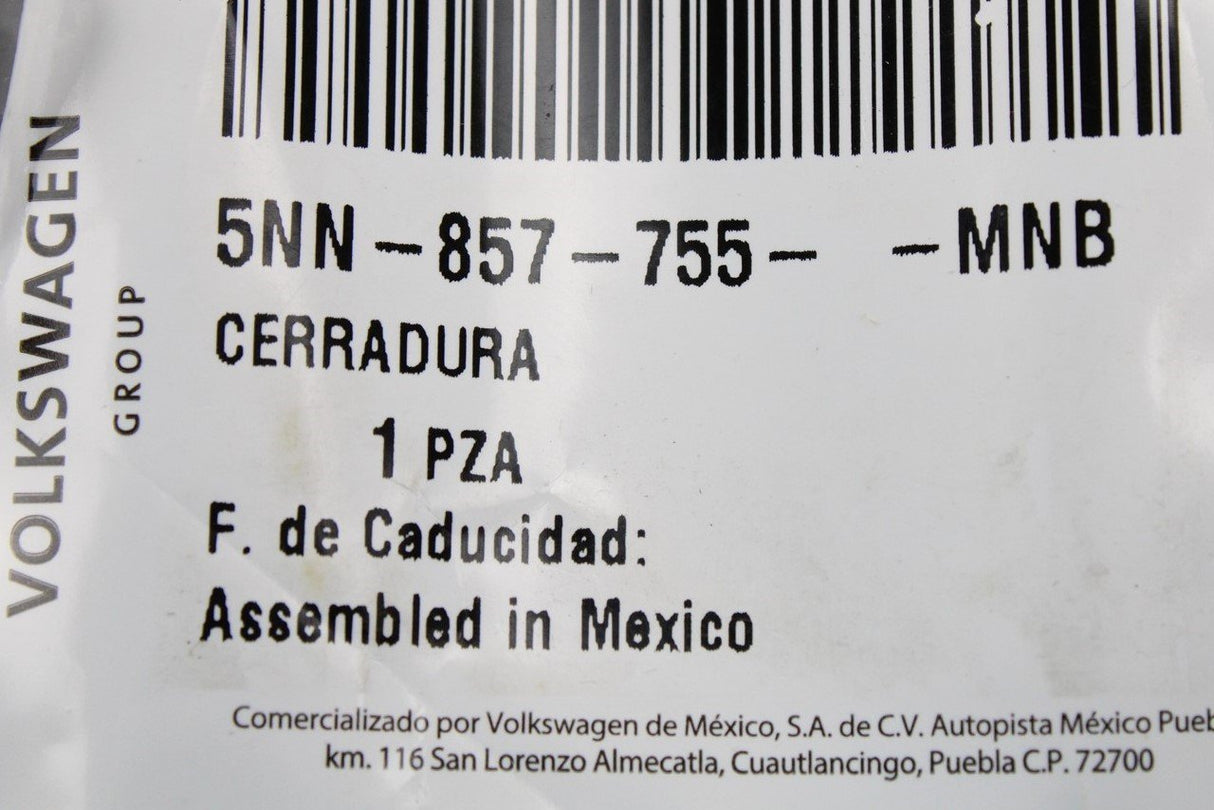 VOLKSWAGEN
GROUP
5NN-857-755- -MNB
CERRADURA
1 PZA
F. de Caducidad:
Assembled in Mexico
Comercializado por Volkswagen de México, S.A. de C.V. Autopista México Pueb
km. 116 San Lorenzo Almecatla, Cuautlancingo, Puebla C.P. 72700